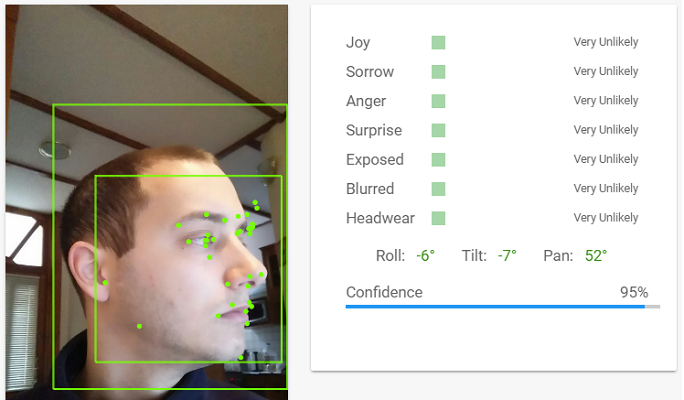 Joy Very Unlikely
Sorrow Very Unlikely
Anger Very Unlikely
Surprise Very Unlikely
Exposed Very Unlikely
Blurred Very Unlikely
Headwear Very Unlikely
Roll: -6° Tilt: -7° Pan: 52°
Confidence 95%